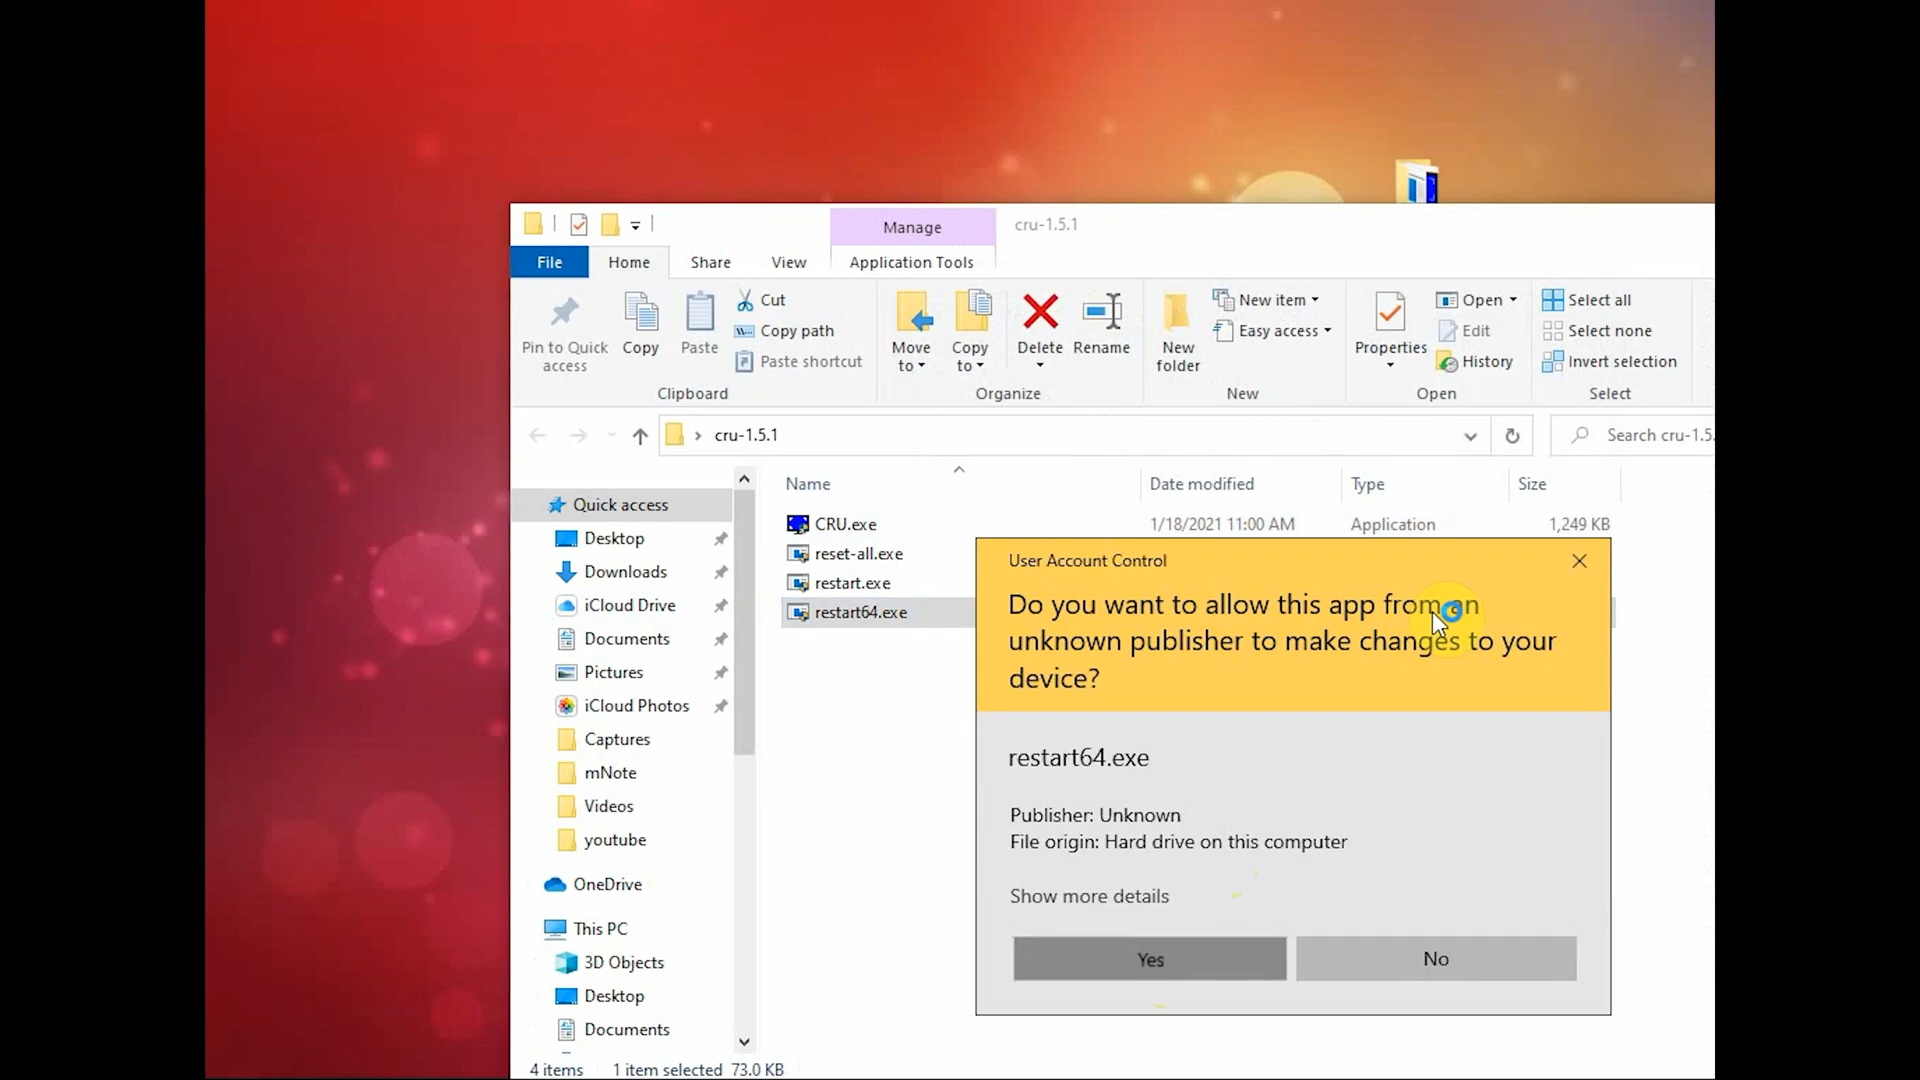 Manage
cru-1.5.1
File
Home
Share
View
Application Tools
Pin to Quick
access
Copy
Paste
Cut
Copy path
Paste shortcut
Clipboard
Move
to
Copy
to
Delete
Rename
Organize
New
folder
New item
Easy access
New
Properties
Open
Edit
History
Open
Select all
Select none
Invert selection
Select
cru-1.5.1
Search cru-1.5.
Name
Date modified
Type
Size
Quick access
Desktop
Downloads
iCloud Drive
Documents
Pictures
iCloud Photos
Captures
mNote
Videos
youtube
OneDrive
This PC
3D Objects
Desktop
Documents
CRU.exe 1/18/2021 11:00 AM Application 1,249 KB
reset-all.exe
restart.exe
restart64.exe
User Account Control
Do you want to allow this app from an
unknown publisher to make changes to your
device?
restart64.exe
Publisher: Unknown
File origin: Hard drive on this computer
Show more details
Yes
No
4 items 1 item selected 73.0 KB